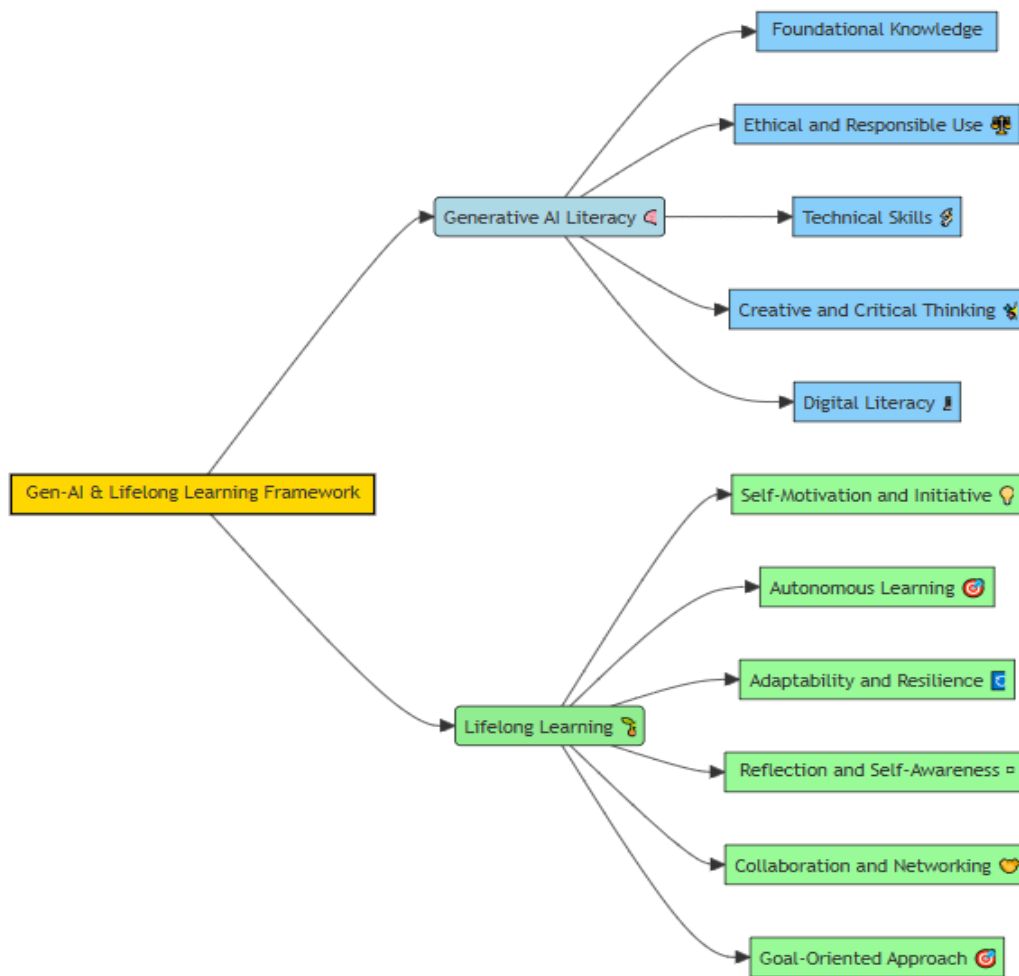 Foundational Knowledge
Ethical and Responsible Use
Generative AI Literacy
Technical Skills
Creative and Critical Thinking
Digital Literacy
Gen-AI & Lifelong Learning Framework
Self-Motivation and Initiative
Autonomous Learning
Adaptability and Resilience
Lifelong Learning
Reflection and Self-Awareness
Collaboration and Networking
Goal-Oriented Approach